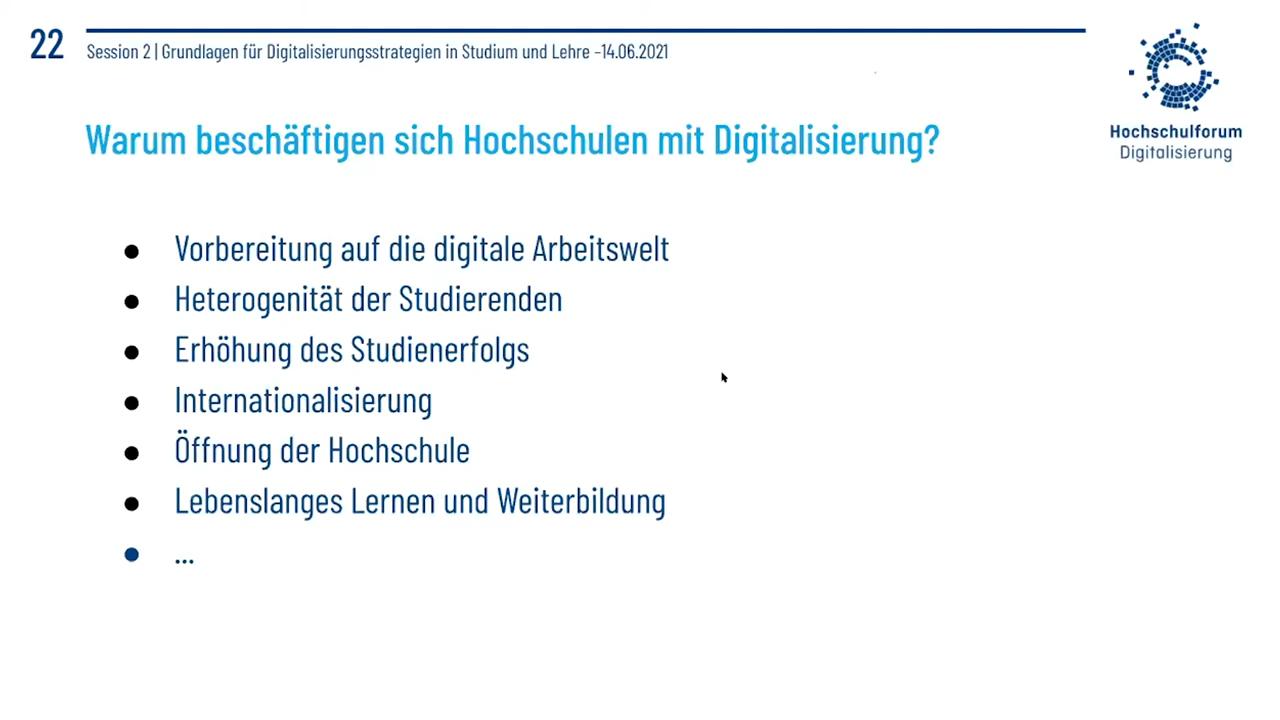 22
Session 2 | Grundlagen für Digitalisierungsstrategien in Studium und Lehre –14.06.2021
Hochschulforum
Digitalisierung
Warum beschäftigen sich Hochschulen mit Digitalisierung?
● Vorbereitung auf die digitale Arbeitswelt
● Heterogenität der Studierenden
● Erhöhung des Studienerfolgs
● Internationalisierung
● Öffnung der Hochschule
● Lebenslanges Lernen und Weiterbildung
● ...